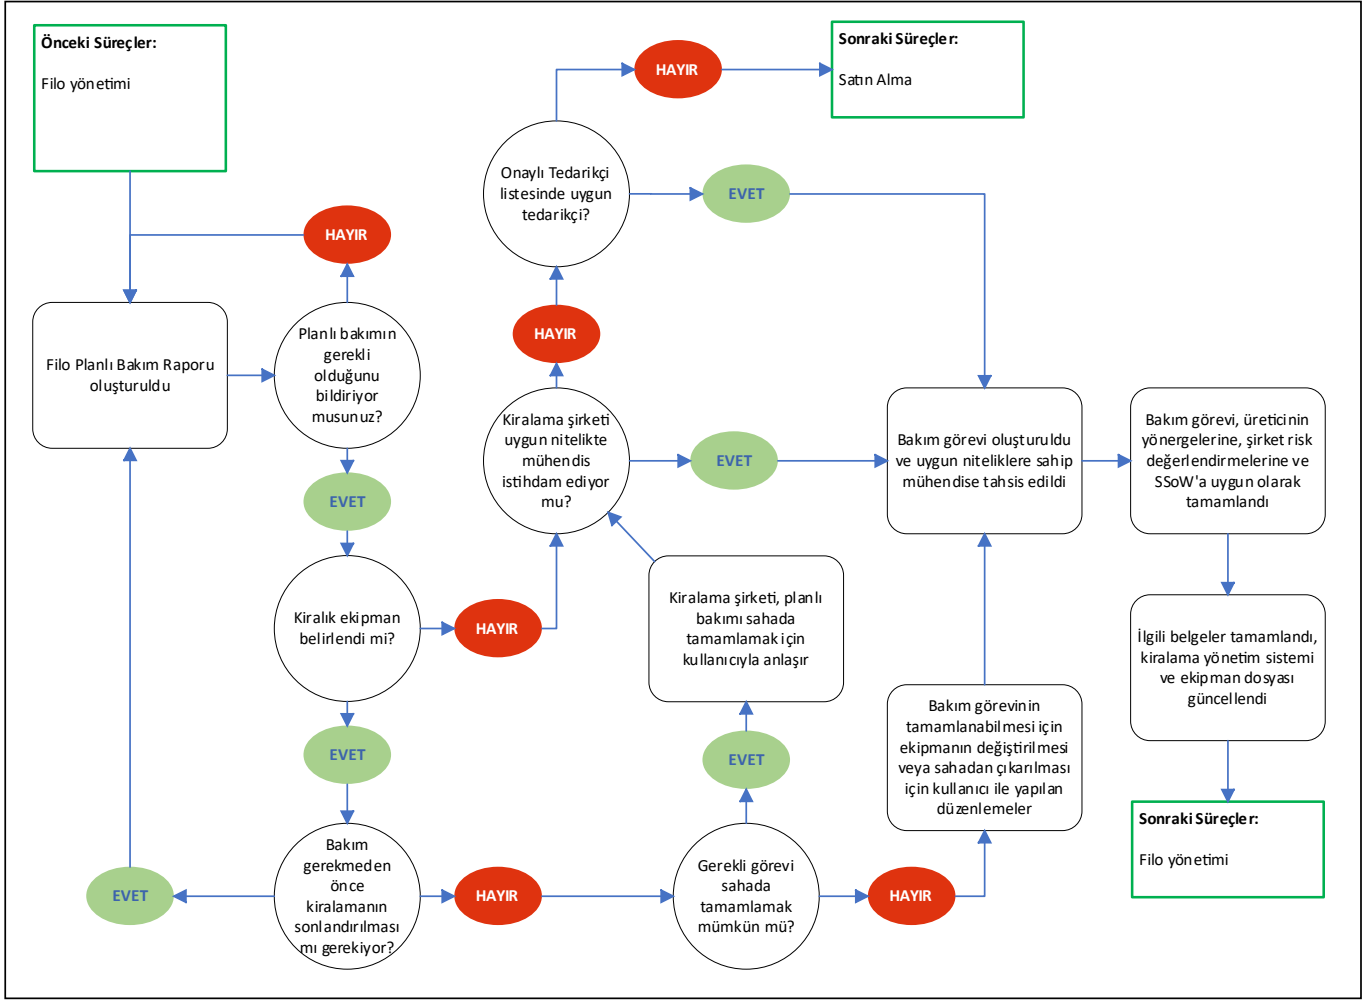 Önceki Süreçler:
Filo yönetimi
HAYIR
Sonraki Süreçler:
Satın Alma
Onaylı Tedarikçi
listesinde uygun
tedarikçi?
EVET
HAYIR
HAYIR
Filo Planlı Bakım Raporu
oluşturuldu
Planlı bakımın
gerekli
olduğunu
bildiriyor
musunuz?
Kiralama şirketi
uygun nitelikte
mühendis
istihdam ediyor
mu?
EVET
Bakım görevi oluşturuldu
ve uygun niteliklere sahip
mühendise tahsis edildi
Bakım görevi, üreticinin
yönergelerine, şirket risk
değerlendirmelerine ve
SSoW'a uygun olarak
tamamlandı
EVET
Kiralık ekipman
belirlendi mi?
HAYIR
Kiralama şirketi, planlı
bakımı sahada
tamamlamak için
kullanıcıyla anlaşır
İlgili belgeler tamamlandı,
kiralama yönetim sistemi
ve ekipman dosyası
güncellendi
EVET
EVET
Bakım görevinin
tamamlanabilmesi için
ekipmanın değiştirilmesi
veya sahadan çıkarılması
için kullanıcı ile yapılan
düzenlemeler
Sonraki Süreçler:
Filo yönetimi
EVET
Bakım
gerekmeden
önce
kiralamanın
sonlandırılması
mı gerekiyor?
HAYIR
Gerekli görevi
sahada
tamamlamak
mümkün mü?
HAYIR